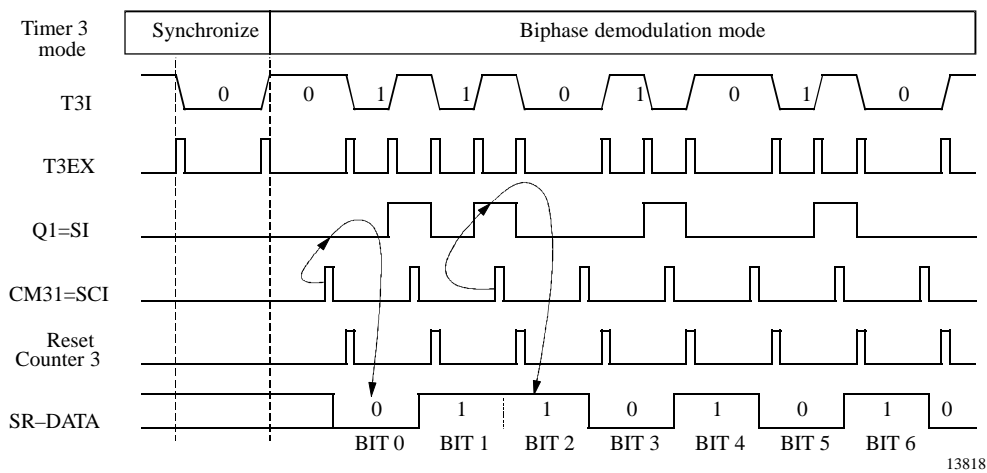 Timer 3
mode
Synchronize
Biphase demodulation mode
T3I
0 0 1 1 0 1 0 1 0
T3EX
Q1=SI
CM31=SCI
Reset
Counter 3
SR–DATA
0 1 1 0 1 0 1 0
BIT 0 BIT 1 BIT 2 BIT 3 BIT 4 BIT 5 BIT 6
13818